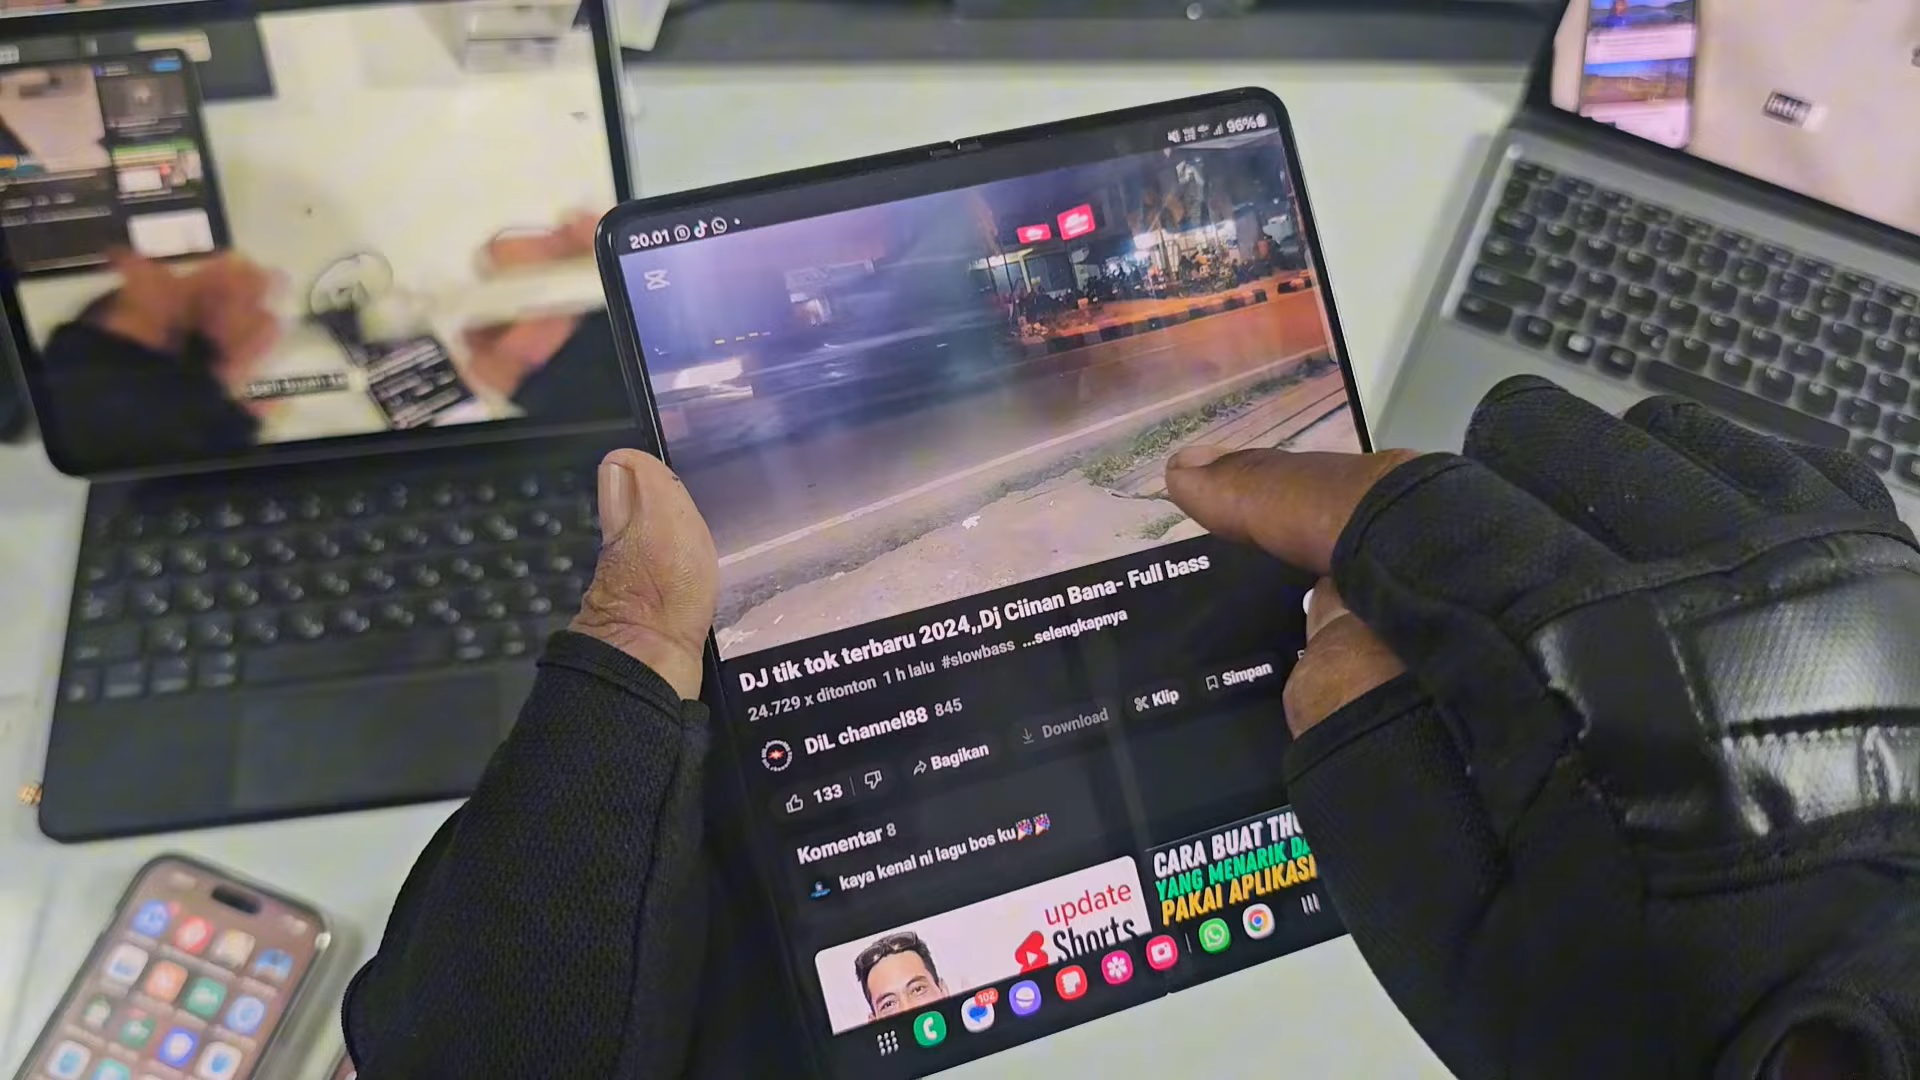 20.01
96%
DJ tik tok terbaru 2024,,Dj Ciinan Bana- Full bass
24.729 x ditonton 1 h lalu #slowbass ...selengkapnya
DiL channel88 845
133
Bagikan
Download
Klip
Simpan
Komentar 8
kaya kenal ni lagu bos ku
update
Shorts
CARA BUAT
YANG MENARIK
PAKAI APLIKASI
102
intel